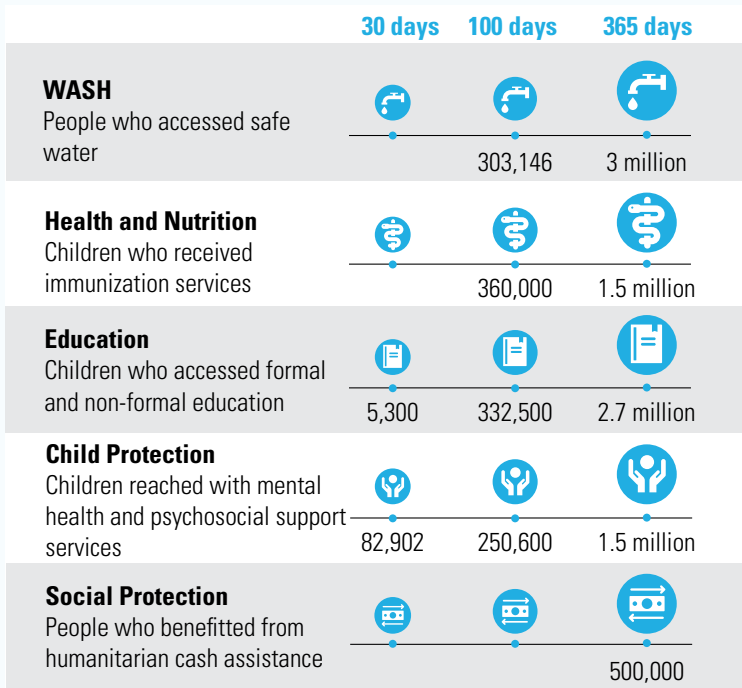 30 days 100 days 365 days
WASH
People who accessed safe
water
303,146 3 million
Health and Nutrition
Children who received
immunization services
360,000 1.5 million
Education
Children who accessed formal
and non-formal education
5,300 332,500 2.7 million
Child Protection
Children reached with mental
health and psychosocial support
services
82,902 250,600 1.5 million
Social Protection
People who benefitted from
humanitarian cash assistance
500,000